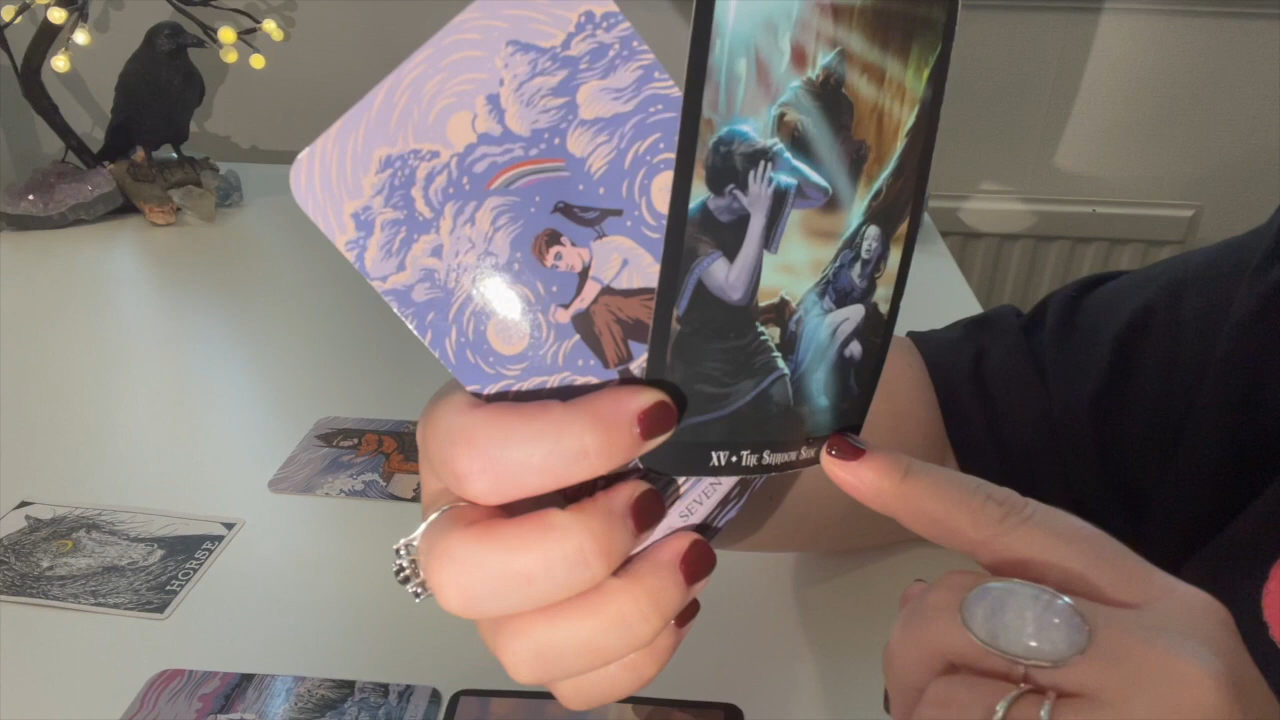 XV • The Shadow Side
SEVEN
HORSE